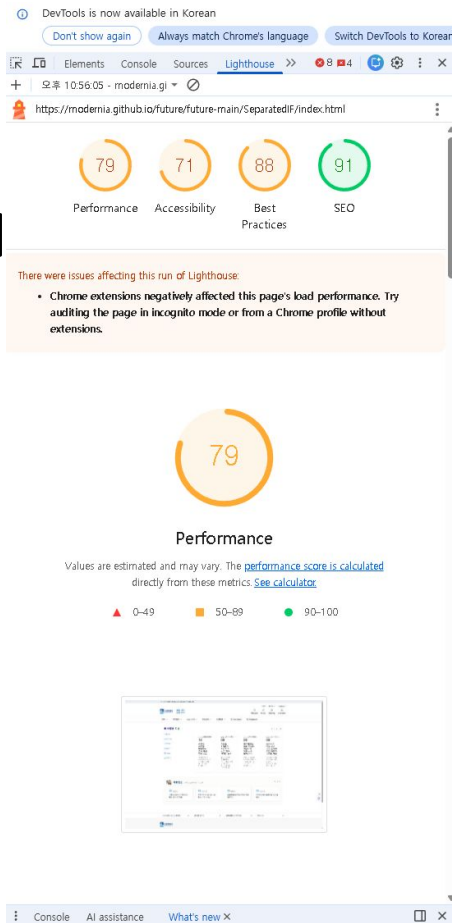 DevTools is now available in Korean
Don't show again
Always match Chrome's language
Switch DevTools to Korean
Elements Console Sources Lighthouse 8 4
오후 10:56:05 - modernia.gi
https://modernia.github.io/future/future-main/SeparatedIF/index.html
79 71 88 91
Performance Accessibility Best Practices SEO
There were issues affecting this run of Lighthouse:
Chrome extensions negatively affected this page's load performance. Try
auditing the page in incognito mode or from a Chrome profile without
extensions.
79
Performance
Values are estimated and may vary. The performance score is calculated
directly from these metrics. See calculator.
0–49 50–89 90–100
Console AI assistance What's new